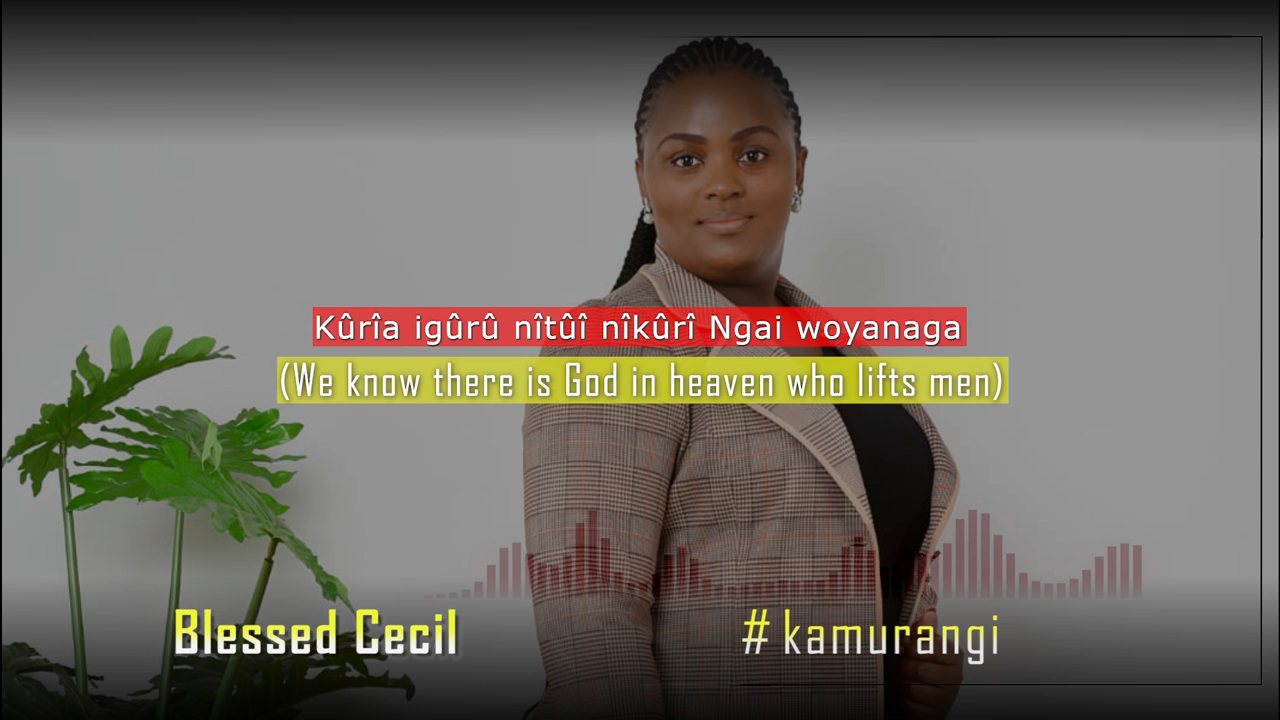 Kûrîa igûrû nîtûî nîkûrî Ngai woyanaga
(We know there is God in heaven who lifts men)
Blessed Cecil
# kamurangi